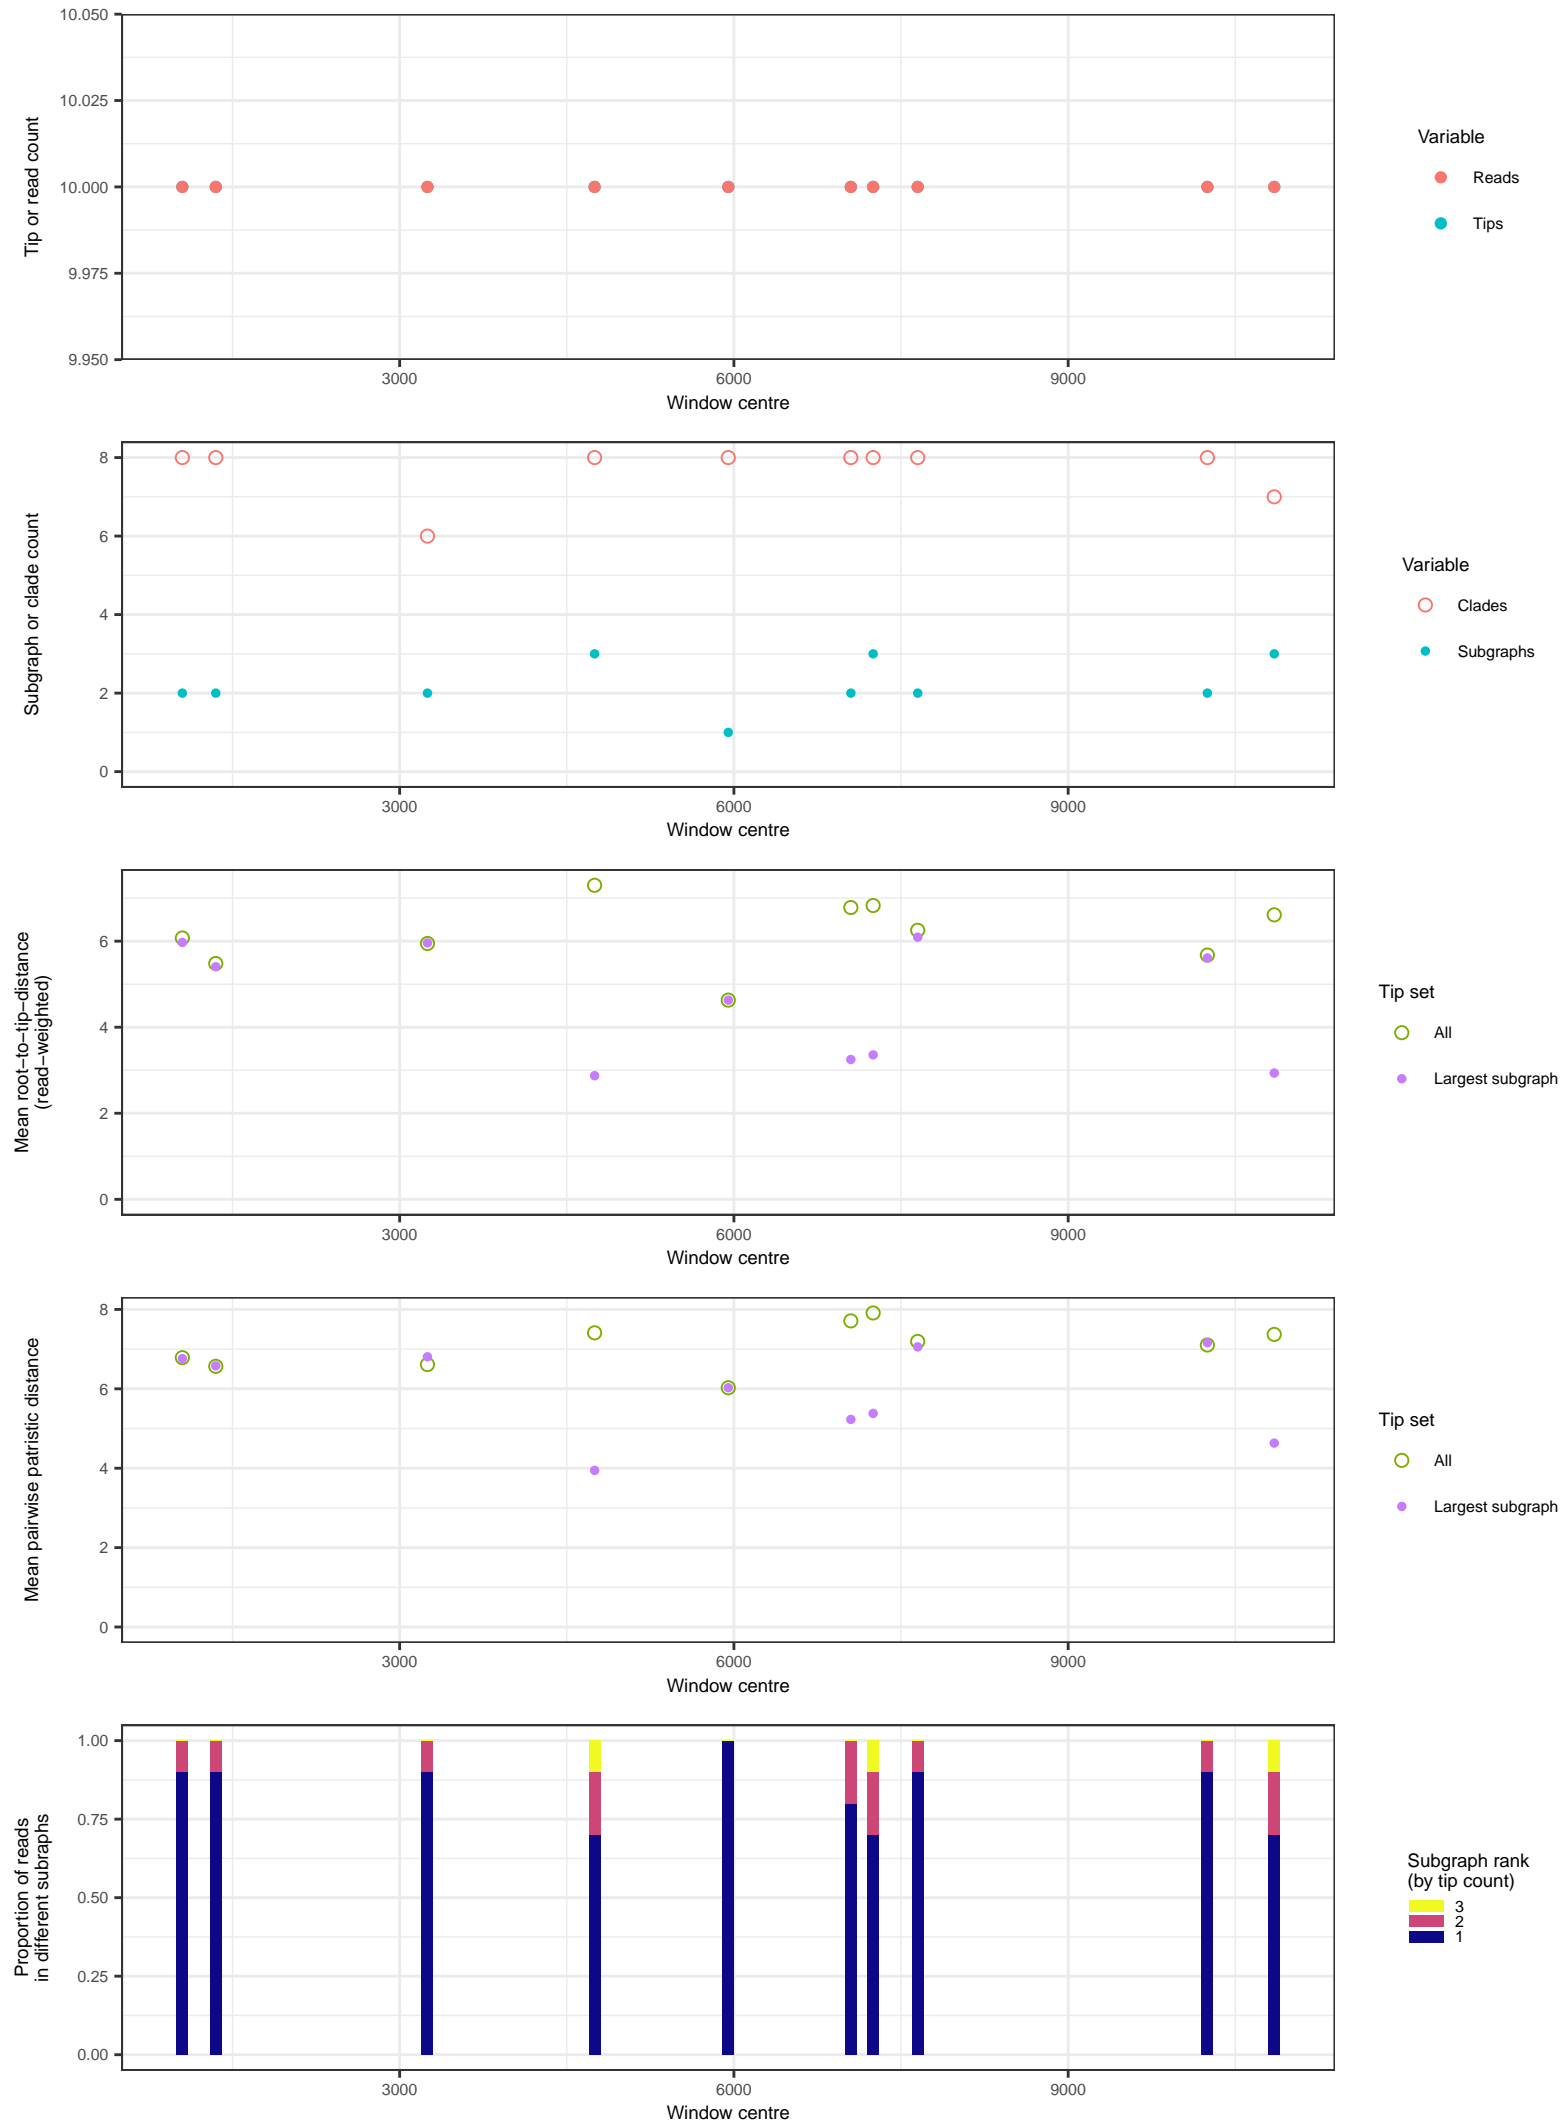 10.050
10.025
10.000
9.975
9.950
Tip or read count
3000
6000
9000
Window centre
Variable
Reads
Tips
8
6
4
2
0
Subgraph or clade count
3000
6000
9000
Window centre
Variable
Clades
Subgraphs
6
4
2
0
Mean root−to−tip−distance
(read−weighted)
3000
6000
9000
Window centre
Tip set
All
Largest subgraph
8
6
4
2
0
Mean pairwise patristic distance
3000
6000
9000
Window centre
Tip set
All
Largest subgraph
1.00
0.75
0.50
0.25
0.00
Proportion of reads
in different subraphs
3000
6000
9000
Window centre
Subgraph rank
(by tip count)
3
2
1